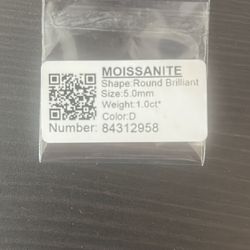 MOISSANITE
Shape:Round Brilliant
Size:5.0mm
Weight:1.0ct*
Color:D
Number: 84312958